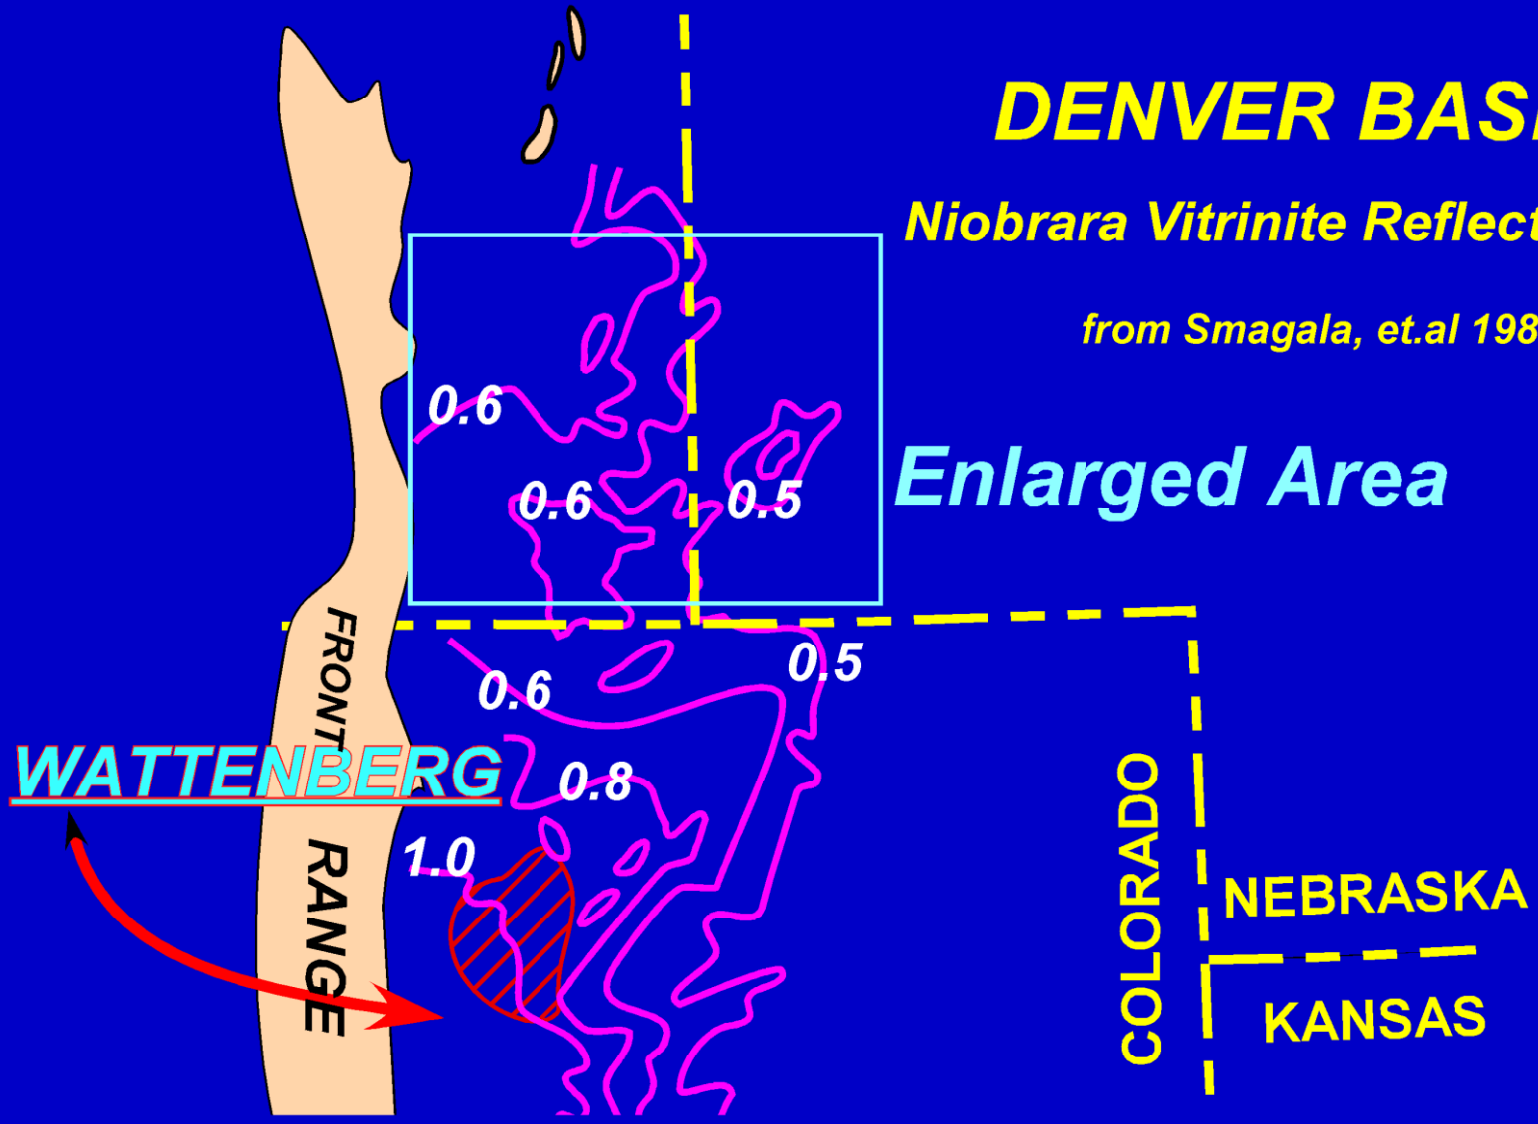 DENVER BASI
Niobrara Vitrinite Reflect
from Smagala, et.al 198
0.6
0.6
0.5
Enlarged Area
FRONT
0.6
0.5
WATTENBERG
0.8
1.0
RANGE
COLORADO
NEBRASKA
KANSAS